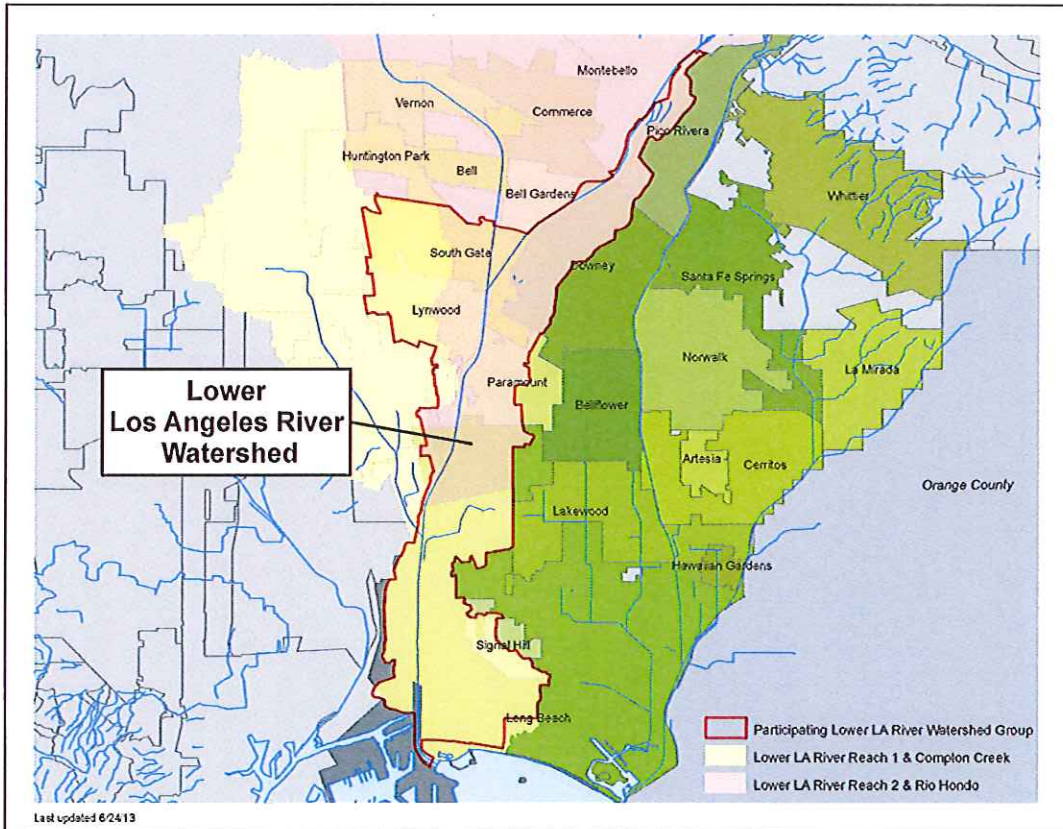 Montebello
Vernon
Commerce
Pico Rivera
Huntington Park
Bell
Bell Gardens
Whittier
South Gate
Downey
Santa Fe Springs
Lynwood
Norwalk
La Mirada
Paramount
Bellflower
Lower
Los Angeles River
Watershed
Artesia
Cerritos
Orange County
Lakewood
Hawaiian Gardens
Signal Hill
Long Beach
Participating Lower LA River Watershed Group
Lower LA River Reach 1 & Compton Creek
Lower LA River Reach 2 & Rio Hondo
Last updated 6/24/13